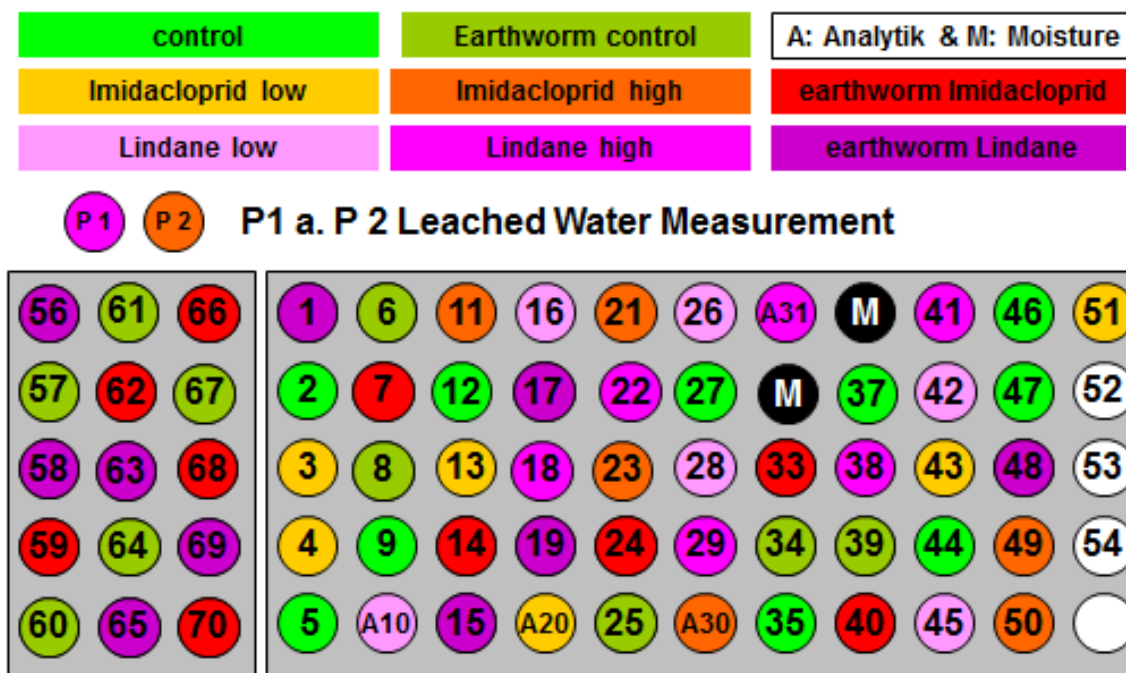 control Earthworm control A: Analytik & M: Moisture
Imidacloprid low Imidacloprid high earthworm Imidacloprid
Lindane low Lindane high earthworm Lindane
P 1 P 2 P1 a. P 2 Leached Water Measurement
56 61 66 1 6 11 16 21 26 A31 M 41 46 51
57 62 67 2 7 12 17 22 27 M 37 42 47 52
58 63 68 3 8 13 18 23 28 33 38 43 48 53
59 64 69 4 9 14 19 24 29 34 39 44 49 54
60 65 70 5 A10 15 A20 25 A30 35 40 45 50